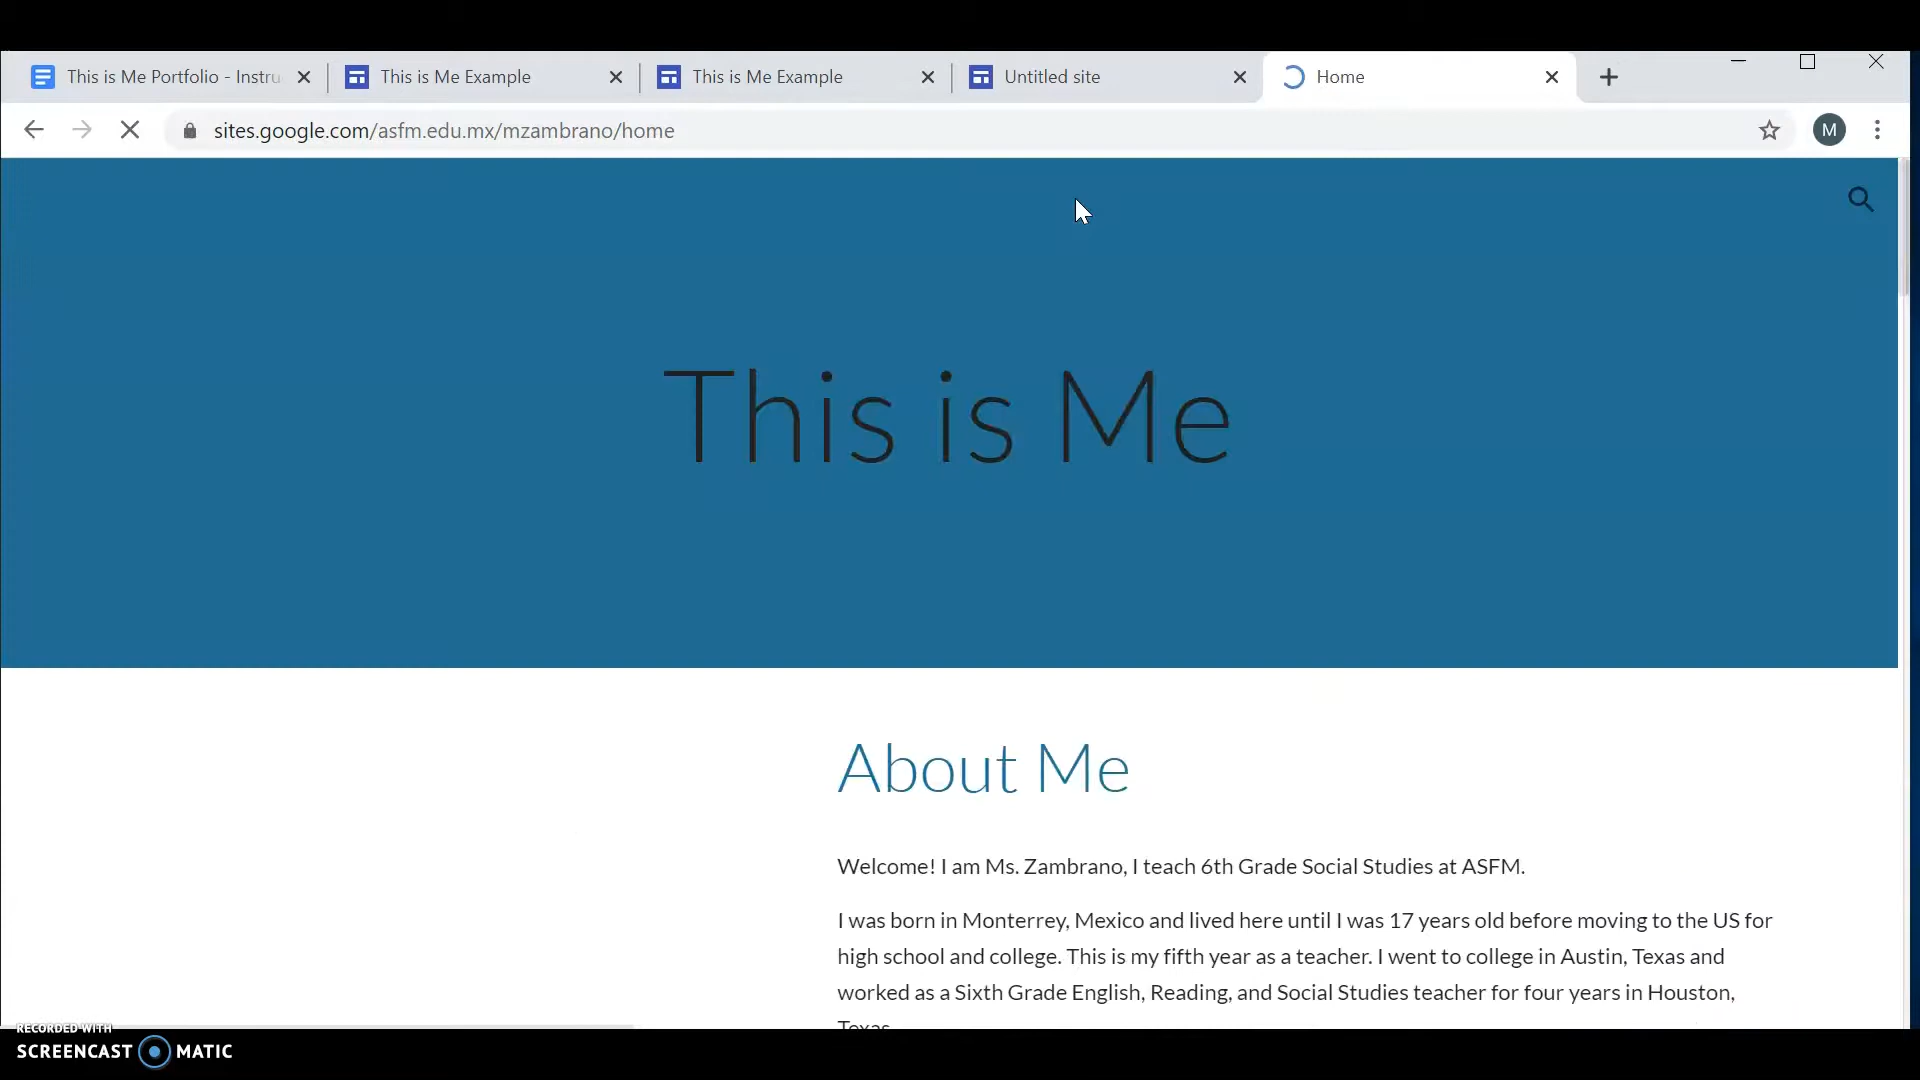 This is Me Portfolio - Instru
This is Me Example
This is Me Example
Untitled site
Home
sites.google.com/asfm.edu.mx/mzambrano/home
M
This is Me
About Me
Welcome! I am Ms. Zambrano, I teach 6th Grade Social Studies at ASFM.
I was born in Monterrey, Mexico and lived here until I was 17 years old before moving to the US for
high school and college. This is my fifth year as a teacher. I went to college in Austin, Texas and
worked as a Sixth Grade English, Reading, and Social Studies teacher for four years in Houston,
Texas
RECORDED WITH
SCREENCAST MATIC